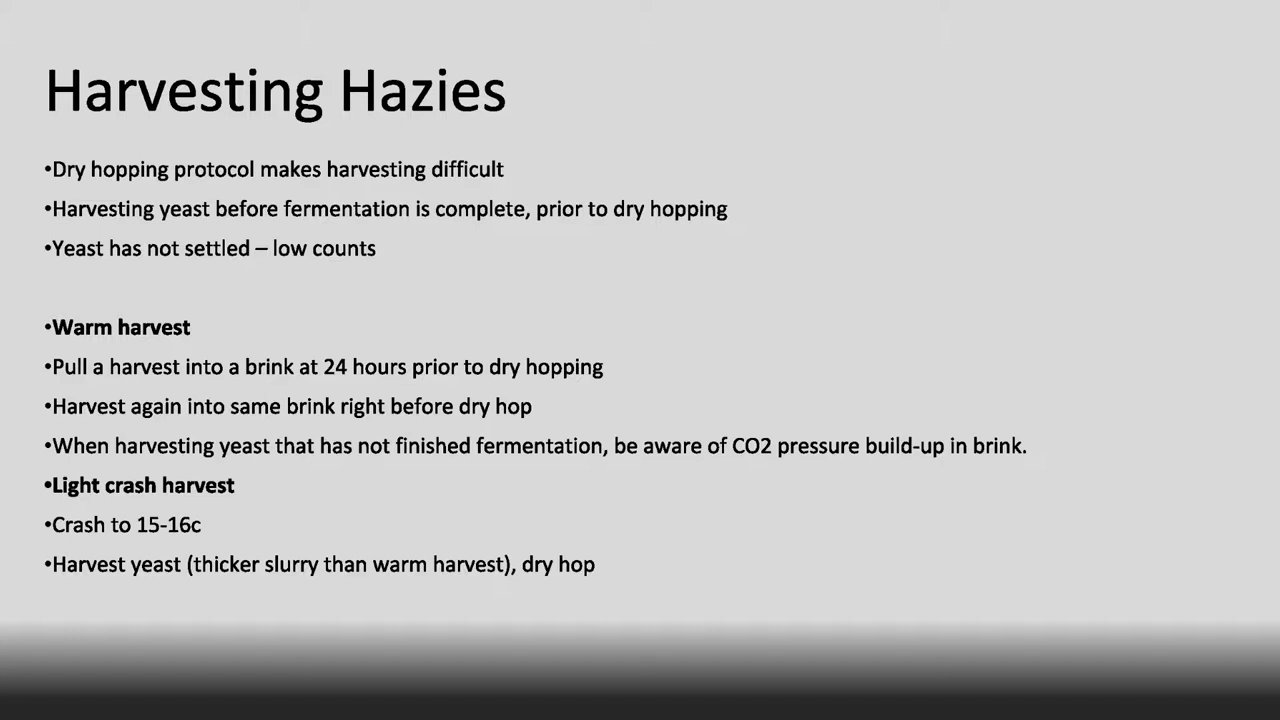 Harvesting Hazies
•Dry hopping protocol makes harvesting difficult
•Harvesting yeast before fermentation is complete, prior to dry hopping
•Yeast has not settled – low counts
•Warm harvest
•Pull a harvest into a brink at 24 hours prior to dry hopping
•Harvest again into same brink right before dry hop
•When harvesting yeast that has not finished fermentation, be aware of CO2 pressure build-up in brink.
•Light crash harvest
•Crash to 15-16c
•Harvest yeast (thicker slurry than warm harvest), dry hop